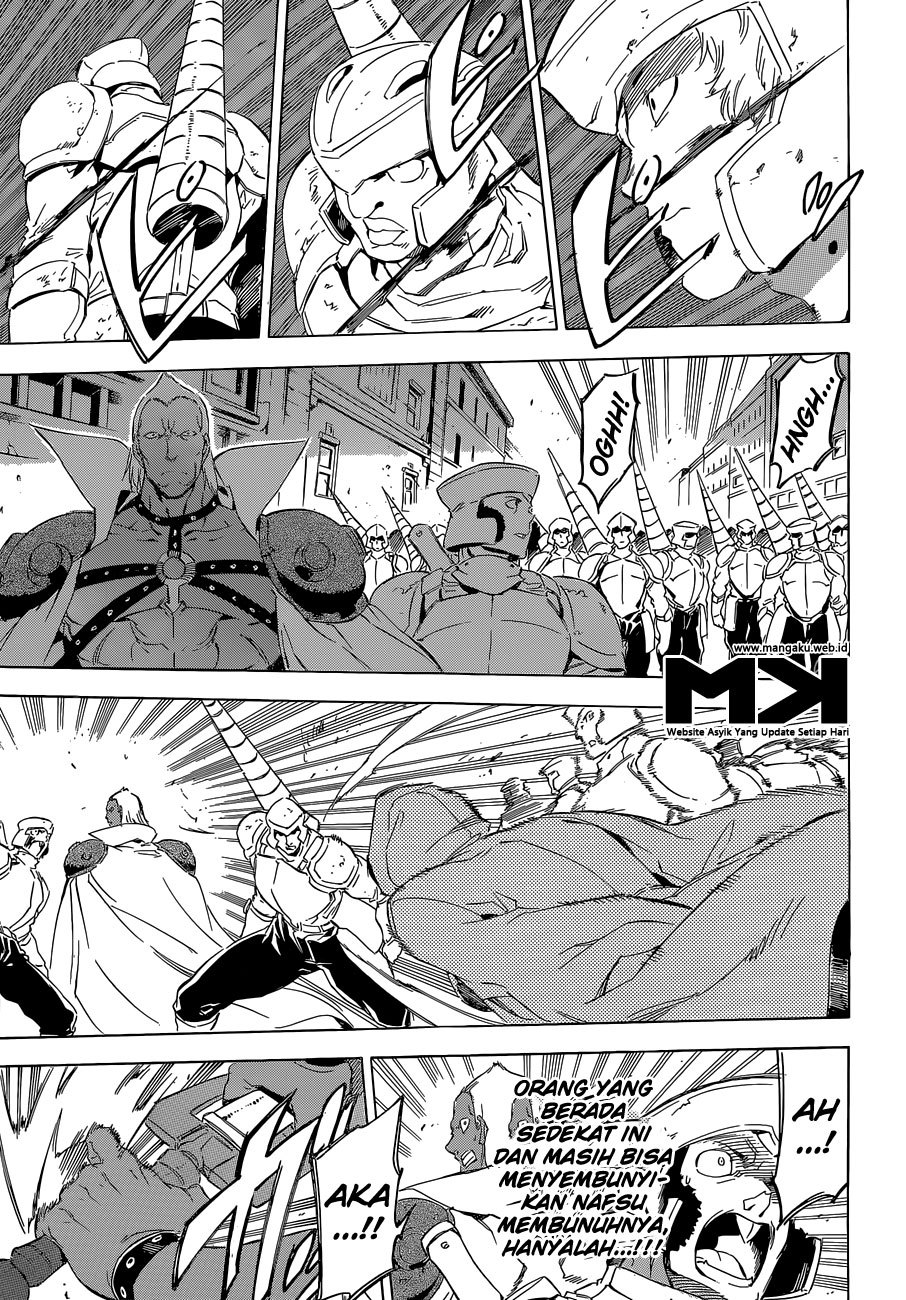 HNGH...
OGHH!
www.mangaku.web.id
MK
Website Asyik Yang Update Setiap Hari
AH
...!
ORANG YANG
BERADA
SEDEKAT INI
DAN MASIH BISA
MENYEMBUNYI-
KAN NAFSU
MEMBUNUHNYA,
HANYALAH...!!!
AKA
...!!